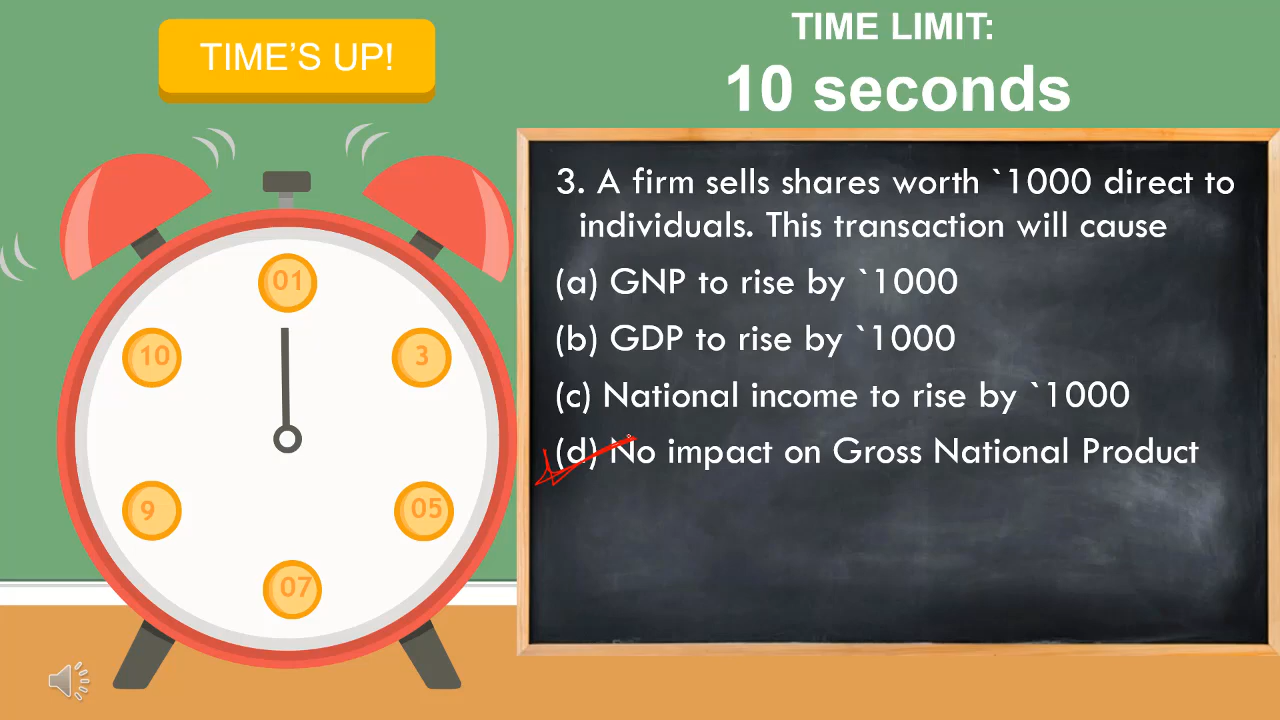 TIME'S UP!
TIME LIMIT:
10 seconds
01
3
05
07
9
10
3. A firm sells shares worth `1000 direct to
individuals. This transaction will cause
(a) GNP to rise by `1000
(b) GDP to rise by `1000
(c) National income to rise by `1000
(d) No impact on Gross National Product